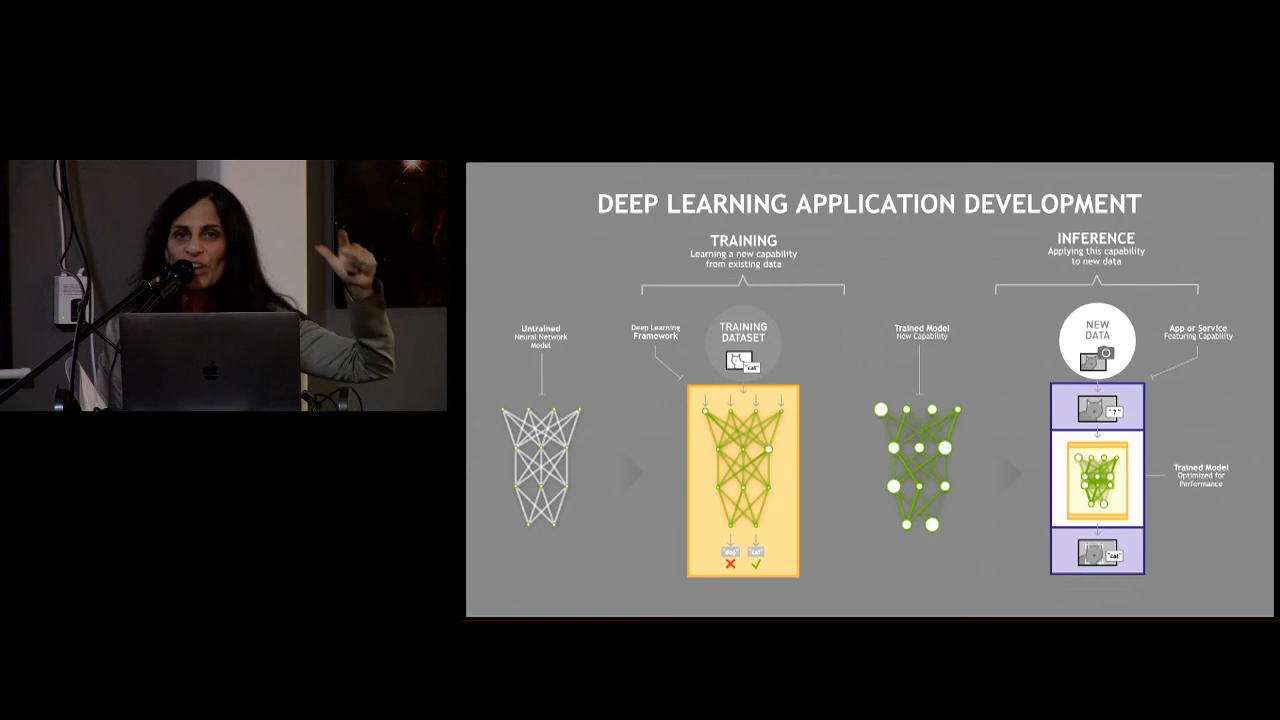 DEEP LEARNING APPLICATION DEVELOPMENT
TRAINING
Learning a new capability
from existing data
INFERENCE
Applying this capability
to new data
Untrained
Neural Network
Model
Deep Learning
Framework
TRAINING
DATASET
"cat"
Trained Model
New Capability
NEW
DATA
App or Service
Featuring Capability
"?"
Trained Model
Optimized for
Performance
"dog"
"cat"
"cat"